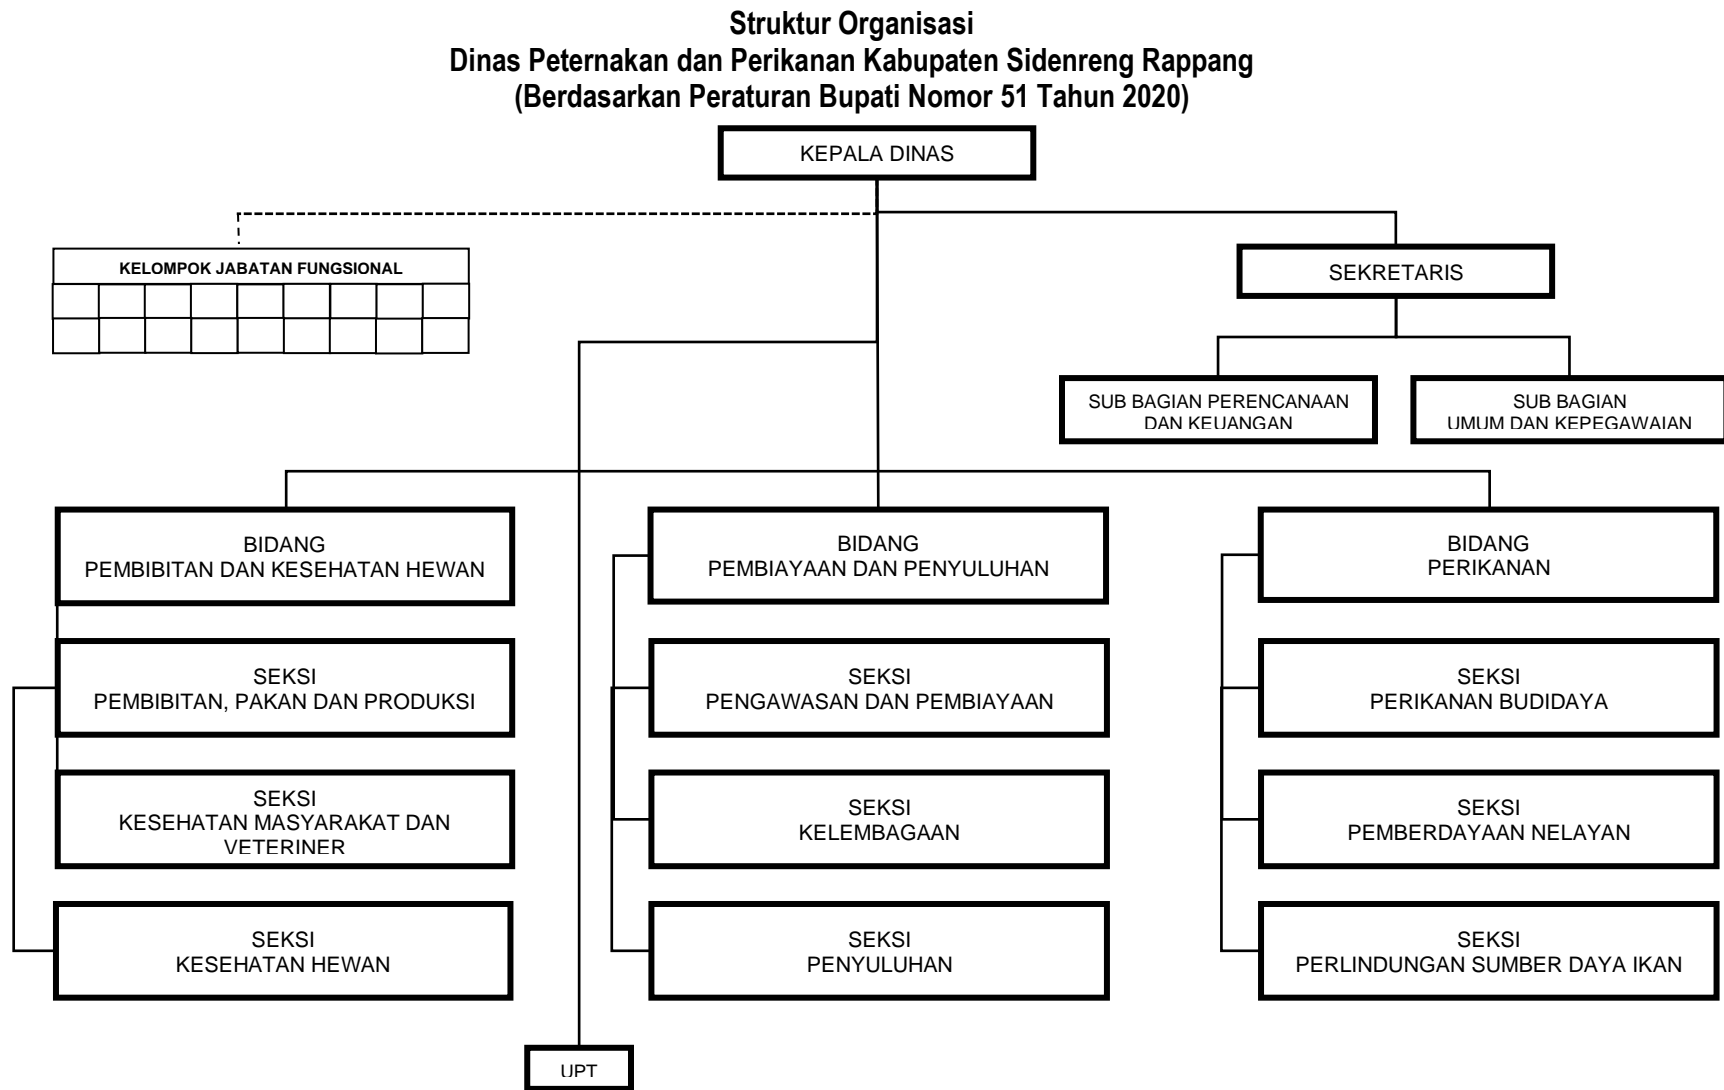 Struktur Organisasi
Dinas Peternakan dan Perikanan Kabupaten Sidenreng Rappang
(Berdasarkan Peraturan Bupati Nomor 51 Tahun 2020)
KEPALA DINAS
KELOMPOK JABATAN FUNGSIONAL
SEKRETARIS
SUB BAGIAN PERENCANAAN
DAN KEUANGAN
SUB BAGIAN
UMUM DAN KEPEGAWAIAN
BIDANG
PEMBIBITAN DAN KESEHATAN HEWAN
BIDANG
PEMBIAYAAN DAN PENYULUHAN
BIDANG
PERIKANAN
SEKSI
PEMBIBITAN, PAKAN DAN PRODUKSI
SEKSI
PENGAWASAN DAN PEMBIAYAAN
SEKSI
PERIKANAN BUDIDAYA
SEKSI
KESEHATAN MASYARAKAT DAN
VETERINER
SEKSI
KELEMBAGAAN
SEKSI
PEMBERDAYAAN NELAYAN
SEKSI
KESEHATAN HEWAN
SEKSI
PENYULUHAN
SEKSI
PERLINDUNGAN SUMBER DAYA IKAN
UPT